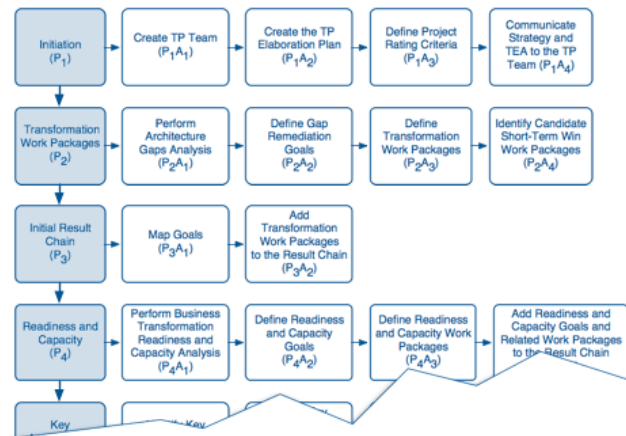 Initiation
(P1)
Create TP Team
(P1A1)
Create the TP
Elaboration Plan
(P1A2)
Define Project
Rating Criteria
(P1A3)
Communicate
Strategy and
TEA to the TP
Team (P1A4)
Transformation
Work Packages
(P2)
Perform
Architecture
Gaps Analysis
(P2A1)
Define Gap
Remediation
Goals
(P2A2)
Define
Transformation
Work Packages
(P2A3)
Identify Candidate
Short-Term Win
Work Packages
(P2A4)
Initial Result
Chain
(P3)
Map Goals
(P3A1)
Add
Transformation
Work Packages
to the Result Chain
(P3A2)
Readiness and
Capacity
(P4)
Perform Business
Transformation
Readiness and
Capacity Analysis
(P4A1)
Define Readiness
and Capacity
Goals
(P4A2)
Define Readiness
and Capacity Work
Packages
(P4A3)
Add Readiness and
Capacity Goals and
Related Work Packages
to the Result Chain
Key
Key